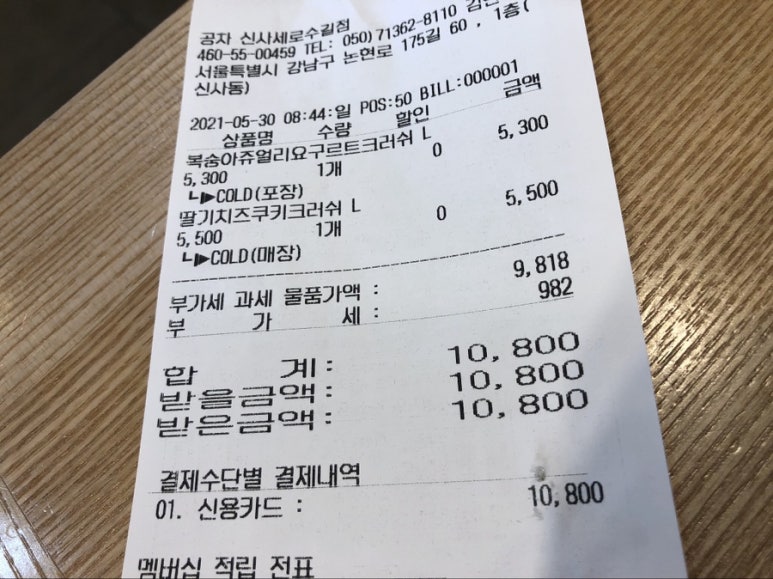 공차 신사세로수길점
460-55-00459 TEL: 050)71362-8110
서울특별시 강남구 논현로 175길 60 , 1층(
신사동)
2021-05-30 08:44:일 POS:50 BILL:000001
상품명 수량 할인 금액
복숭아쥬얼리요구르트크러쉬 L
5,300 1개 0 5,300
┗▶COLD(포장)
딸기치즈쿠키크러쉬 L
5,500 1개 0 5,500
┗▶COLD(매장)
부가세 과세 물품가액 : 9,818
부 가 세 : 982
합 계 : 10,800
받을금액 : 10,800
받은금액 : 10,800
결제수단별 결제내역
01. 신용카드 : 10,800
멤버십 적립 전표